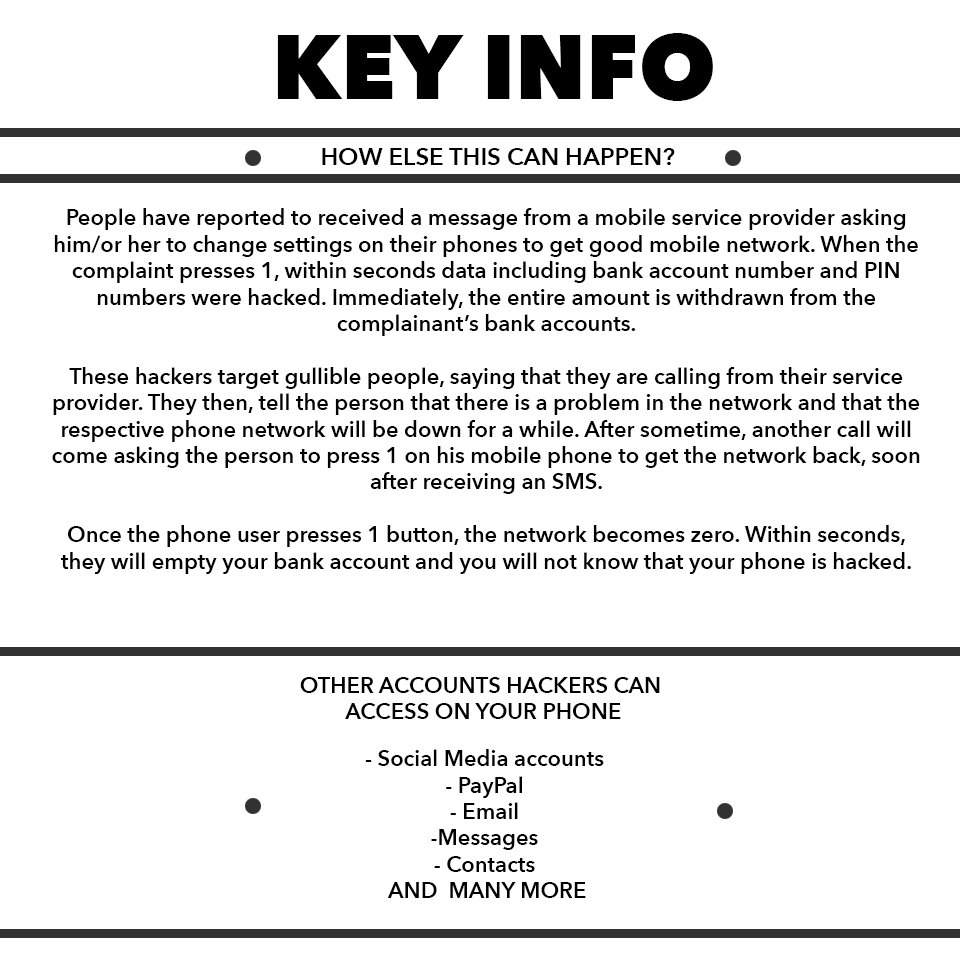 KEY INFO
HOW ELSE THIS CAN HAPPEN?
People have reported to received a message from a mobile service provider asking
him/or her to change settings on their phones to get good mobile network. When the
complaint presses 1, within seconds data including bank account number and PIN
numbers were hacked. Immediately, the entire amount is withdrawn from the
complainant’s bank accounts.
These hackers target gullible people, saying that they are calling from their service
provider. They then, tell the person that there is a problem in the network and that the
respective phone network will be down for a while. After sometime, another call will
come asking the person to press 1 on his mobile phone to get the network back, soon
after receiving an SMS.
Once the phone user presses 1 button, the network becomes zero. Within seconds,
they will empty your bank account and you will not know that your phone is hacked.
OTHER ACCOUNTS HACKERS CAN
ACCESS ON YOUR PHONE
- Social Media accounts
- PayPal
- Email
-Messages
- Contacts
AND  MANY MORE